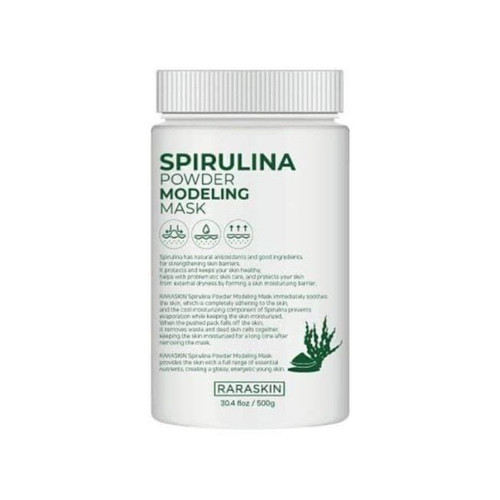 SPIRULINA
POWDER
MODELING
MASK
Spirulina has natural antioxidants and good ingredients
for strengthening skin barriers.
It protects and keeps your skin healthy,
helps with problematic skin care, and protects your skin
from external dryness by forming a skin moisturizing barrier.
RARASKIN Spirulina Powder Modeling Mask immediately soothes
the skin, which is completely adhering to the skin,
and the cool moisturizing component of Spirulina prevents
evaporation while keeping the skin moisturized.
When the pushed pack falls off the skin,
it removes waste and dead skin cells together,
keeping the skin moisturized for a long time after
removing the mask.
RARASKIN Spirulina Powder Modeling Mask
provides the skin with a full range of essential
nutrients, creating a glossy, energetic young skin.
RARASKIN
30.4 floz / 500g